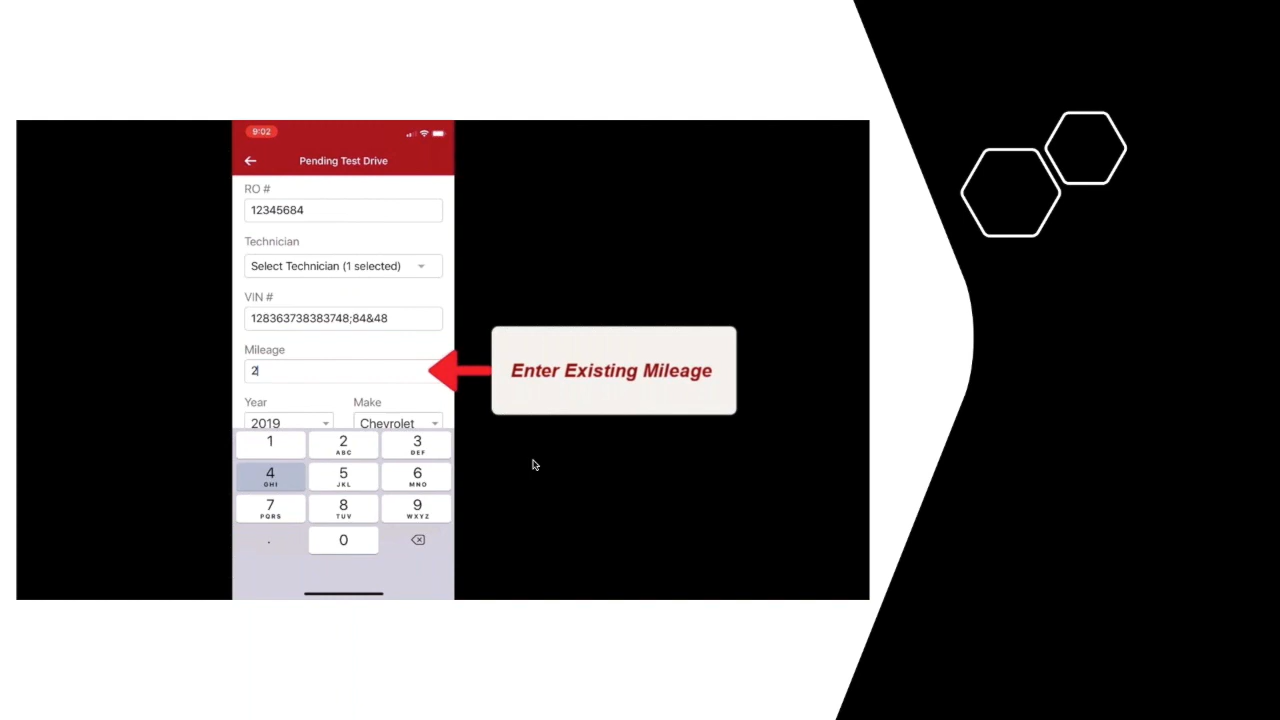 9:02
Pending Test Drive
RO #
12345684
Technician
Select Technician (1 selected)
VIN #
128363738383748;84&48
Mileage
2
Enter Existing Mileage
Year Make
2019 Chevrolet
1 2 3
ABC DEF
4 5 6
GHI JKL MNO
7 8 9
PQRS TUV WXYZ
. 0